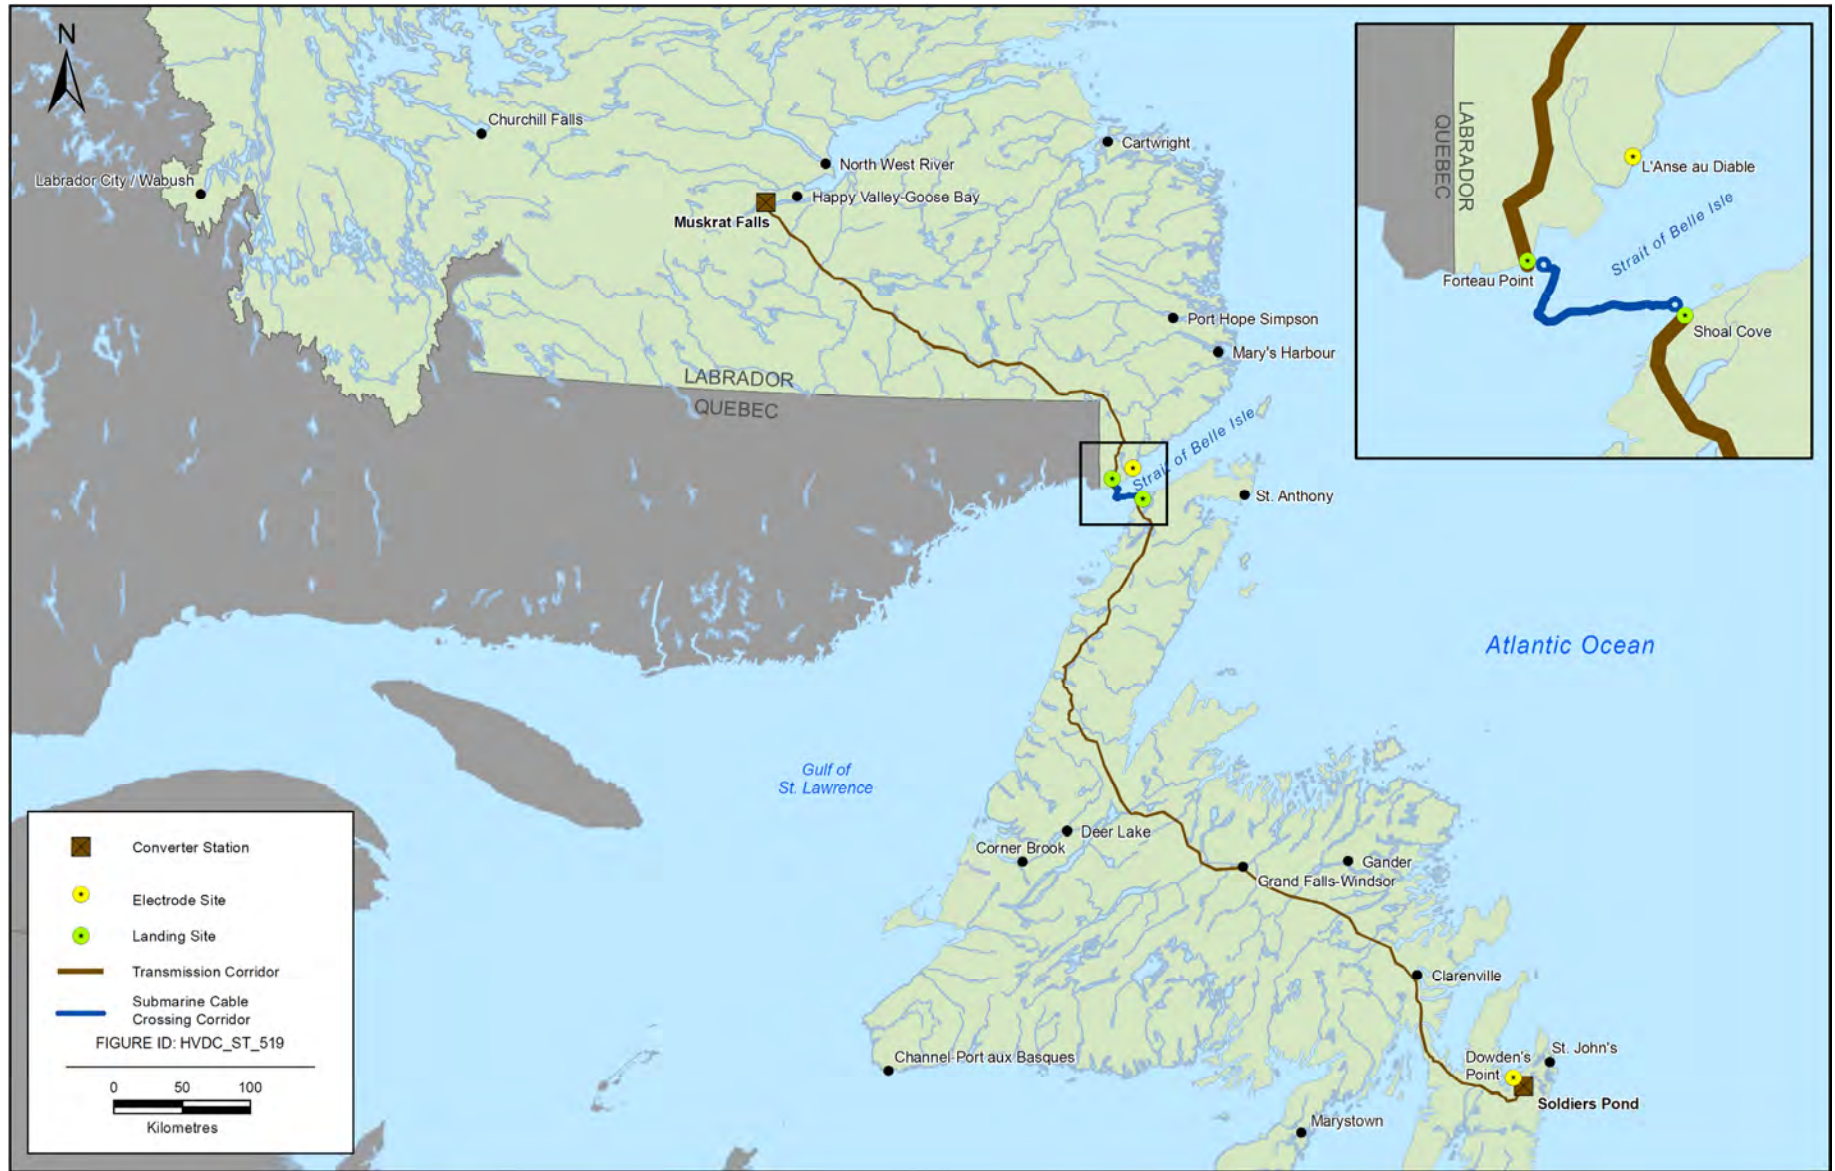 N
Churchill Falls
Cartwright
North West River
Labrador City / Wabush
Happy Valley-Goose Bay
Muskrat Falls
Port Hope Simpson
Mary's Harbour
LABRADOR
QUEBEC
Strait of Belle Isle
St. Anthony
LABRADOR
QUEBEC
L'Anse au Diable
Strait of Belle Isle
Forteau Point
Shoal Cove
Atlantic Ocean
Gulf of
St. Lawrence
Deer Lake
Corner Brook
Gander
Grand Falls-Windsor
Clarenville
Channel-Port aux Basques
St. John's
Dowden's
Point
Soldiers Pond
Marystown
Converter Station
Electrode Site
Landing Site
Transmission Corridor
Submarine Cable
Crossing Corridor
FIGURE ID: HVDC_ST_519
0 50 100
Kilometres